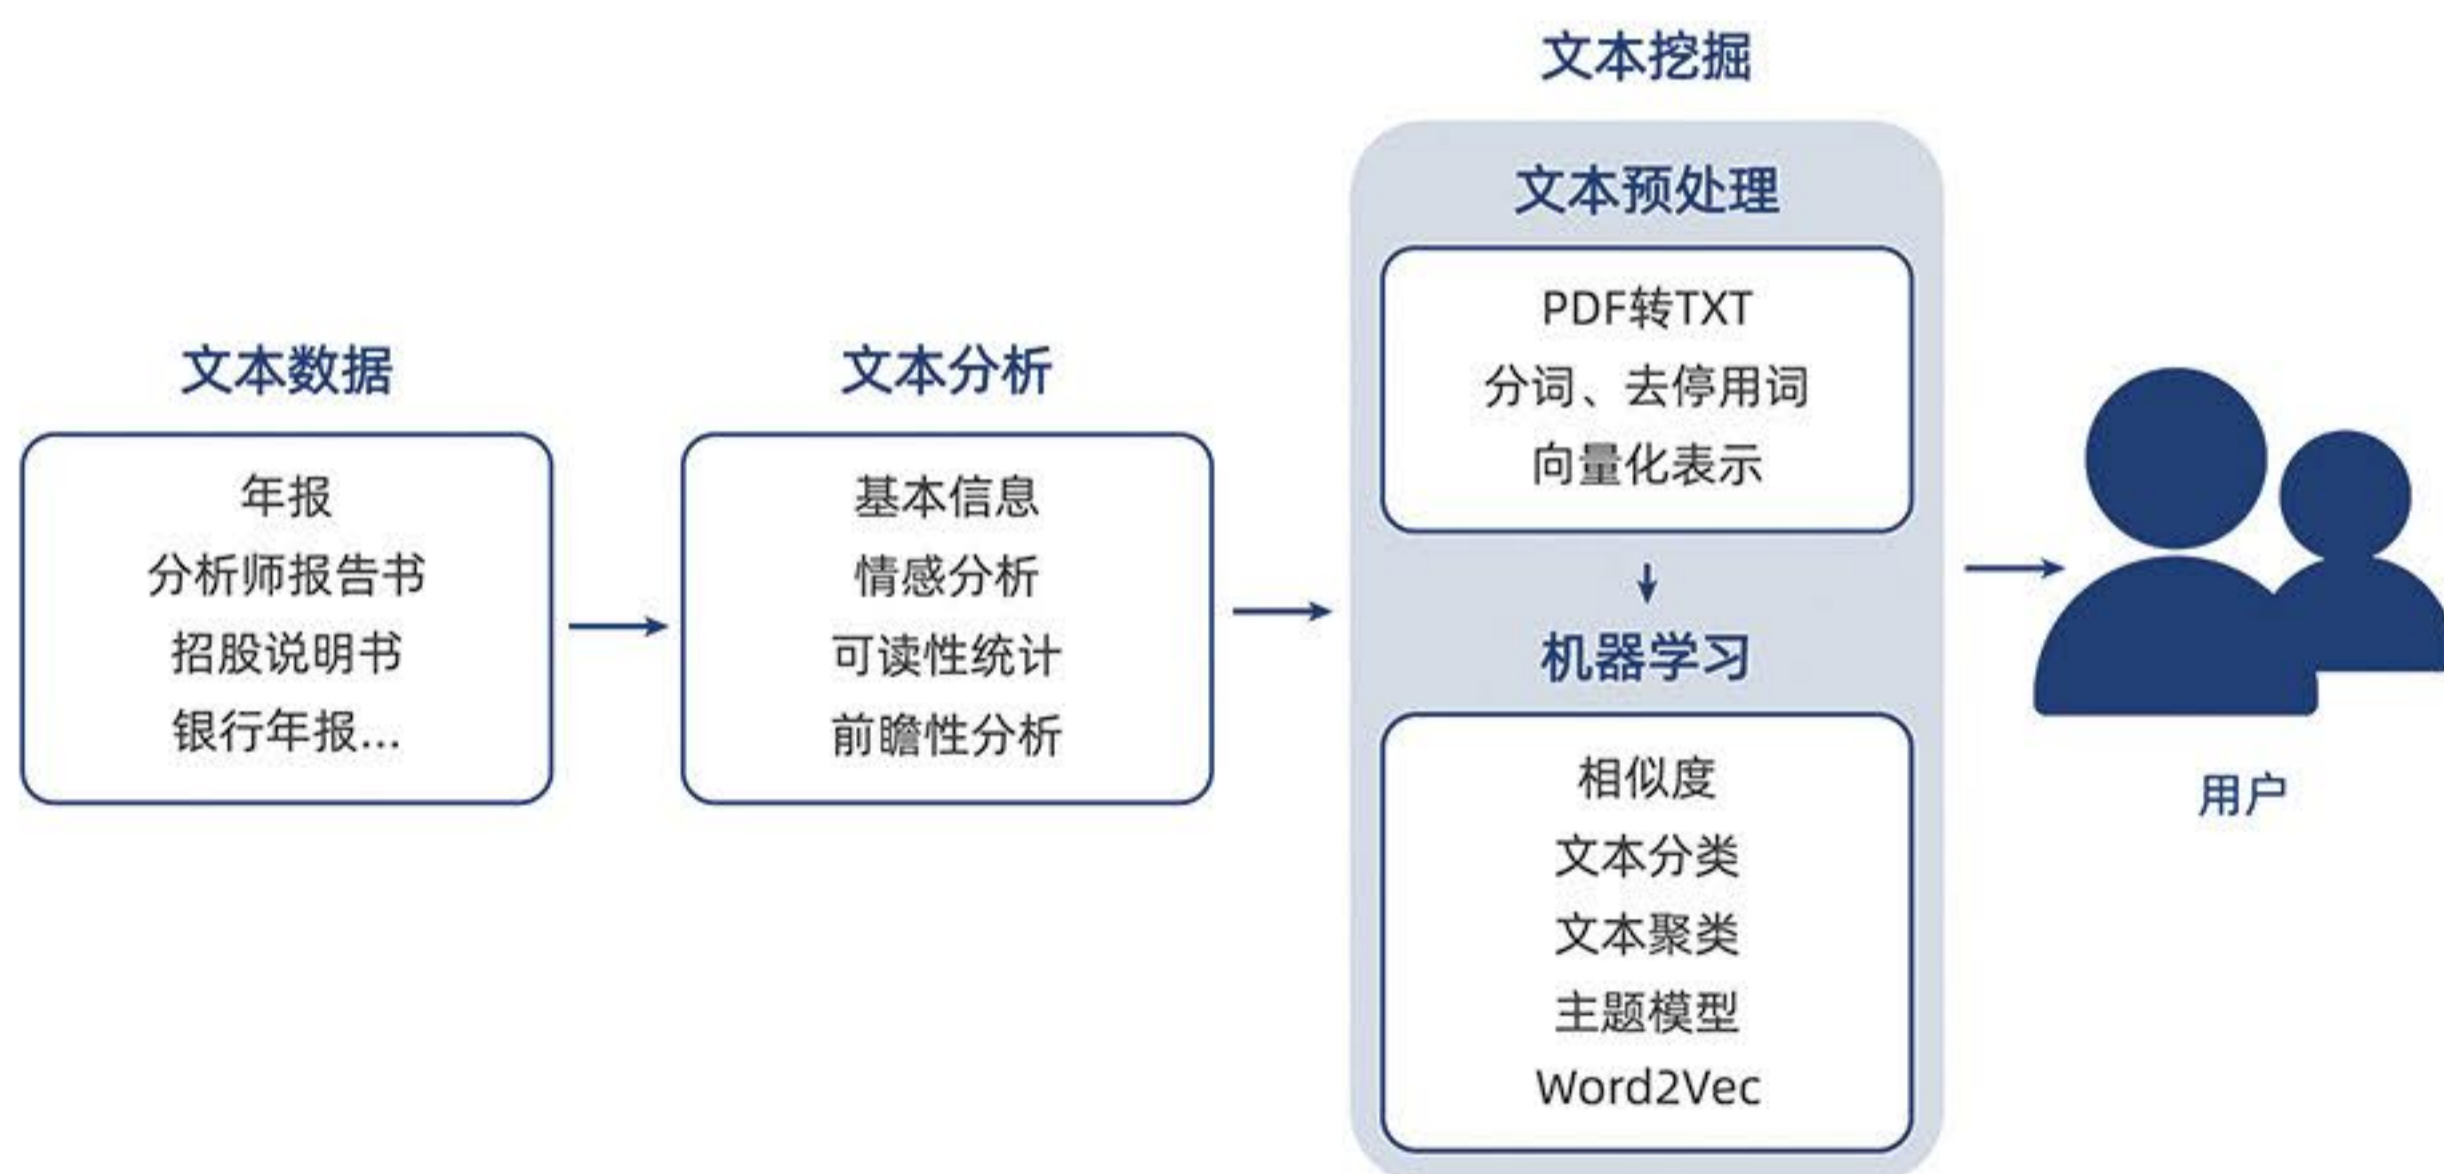 文本数据
年报
分析师报告书
招股说明书
银行年报...
文本分析
基本信息
情感分析
可读性统计
前瞻性分析
文本挖掘
文本预处理
PDF转TXT
分词、去停用词
向量化表示
机器学习
相似度
文本分类
文本聚类
主题模型
Word2Vec
用户